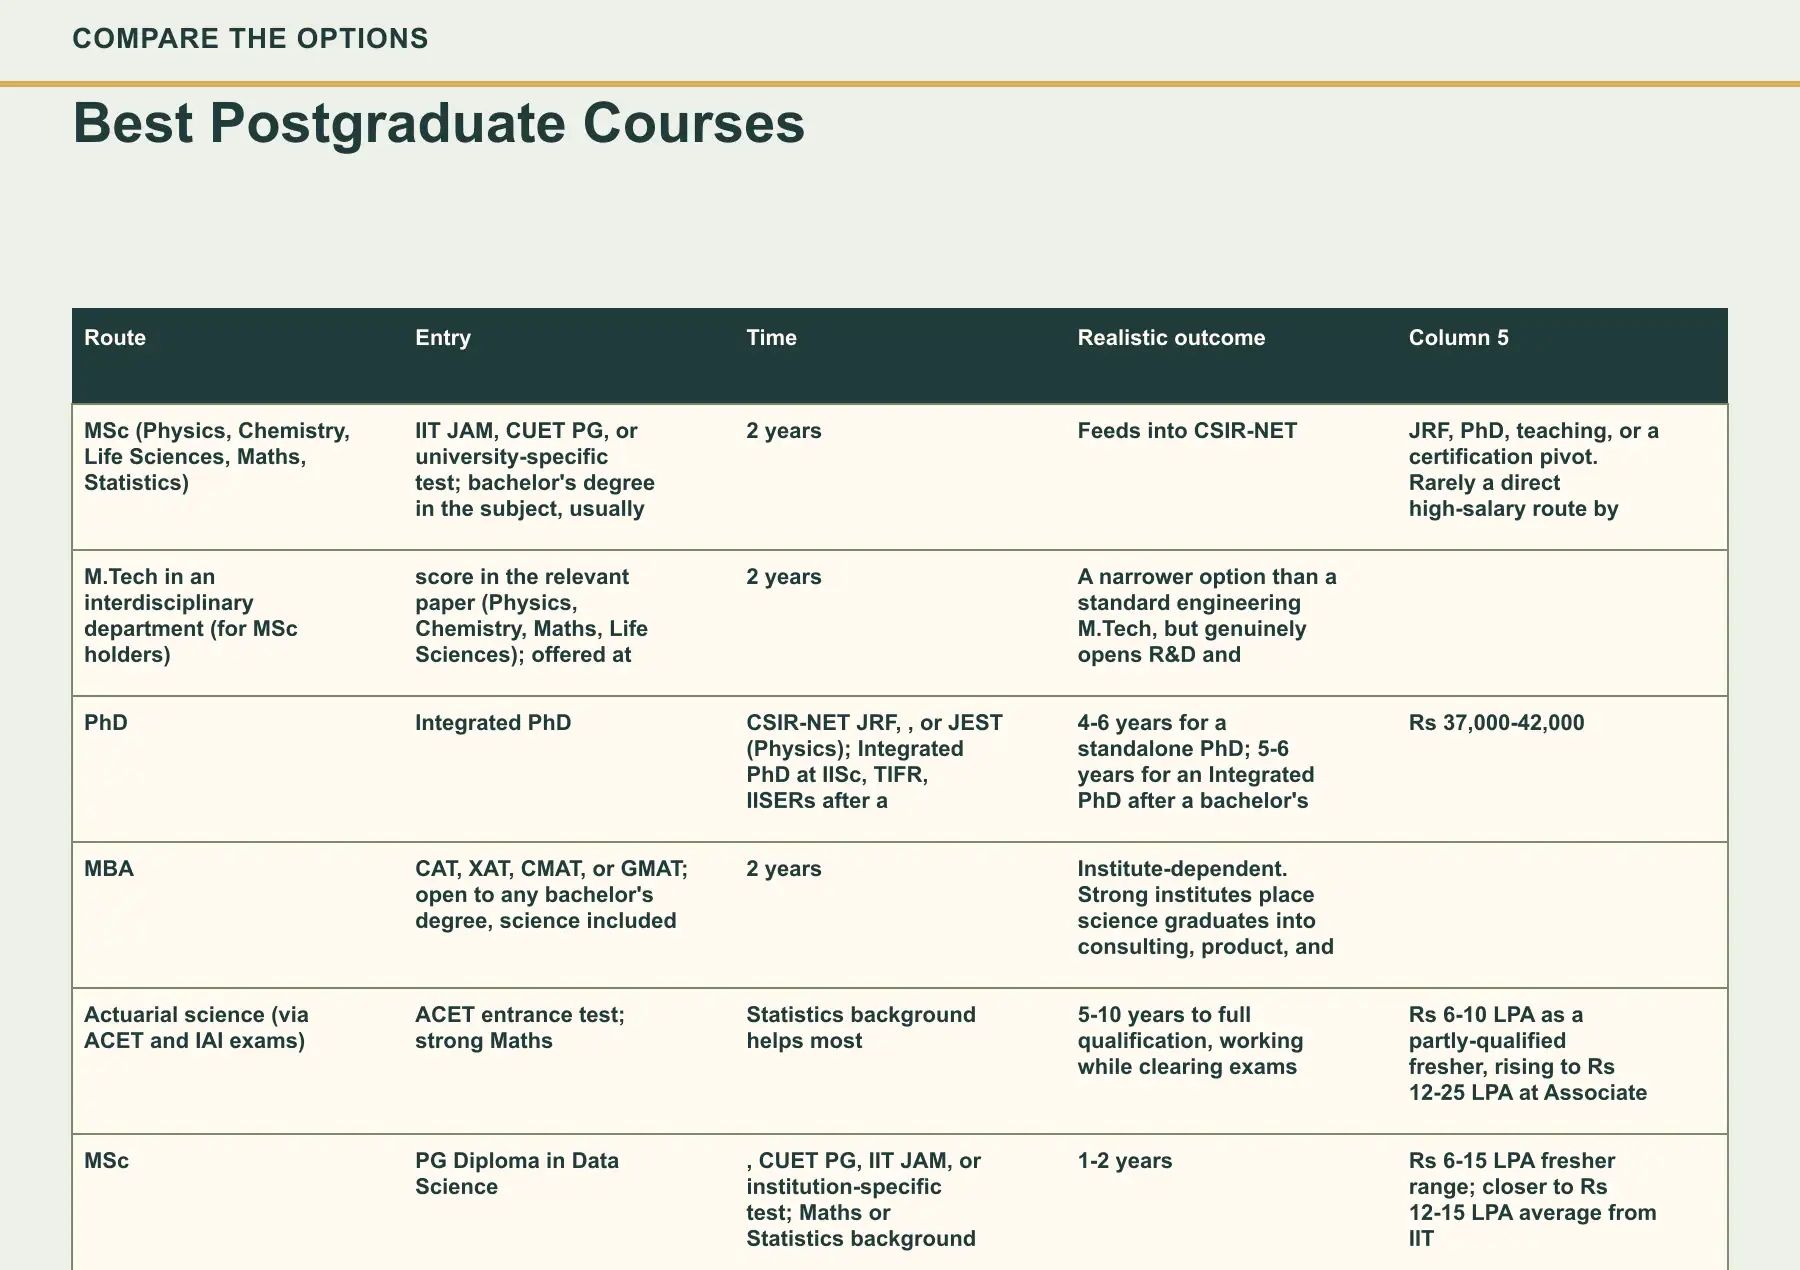 COMPARE THE OPTIONS
Best Postgraduate Courses
Route
Entry
Time
Realistic outcome
Column 5
MSc (Physics, Chemistry,
Life Sciences, Maths,
Statistics)
IIT JAM, CUET PG, or
university-specific
test; bachelor's degree
in the subject, usually
2 years
Feeds into CSIR-NET
JRF, PhD, teaching, or a
certification pivot.
Rarely a direct
high-salary route by
M.Tech in an
interdisciplinary
department (for MSc
holders)
score in the relevant
paper (Physics,
Chemistry, Maths, Life
Sciences); offered at
2 years
A narrower option than a
standard engineering
M.Tech, but genuinely
opens R&D and
PhD
Integrated PhD
CSIR-NET JRF, , or JEST
(Physics); Integrated
PhD at IISc, TIFR,
IISERs after a
4-6 years for a
standalone PhD; 5-6
years for an Integrated
PhD after a bachelor's
Rs 37,000-42,000
MBA
CAT, XAT, CMAT, or GMAT;
open to any bachelor's
degree, science included
2 years
Institute-dependent.
Strong institutes place
science graduates into
consulting, product, and
Actuarial science (via
ACET and IAI exams)
ACET entrance test;
strong Maths
Statistics background
helps most
5-10 years to full
qualification, working
while clearing exams
Rs 6-10 LPA as a
partly-qualified
fresher, rising to Rs
12-25 LPA at Associate
MSc
PG Diploma in Data
Science
, CUET PG, IIT JAM, or
institution-specific
test; Maths or
Statistics background
1-2 years
Rs 6-15 LPA fresher
range; closer to Rs
12-15 LPA average from
IIT